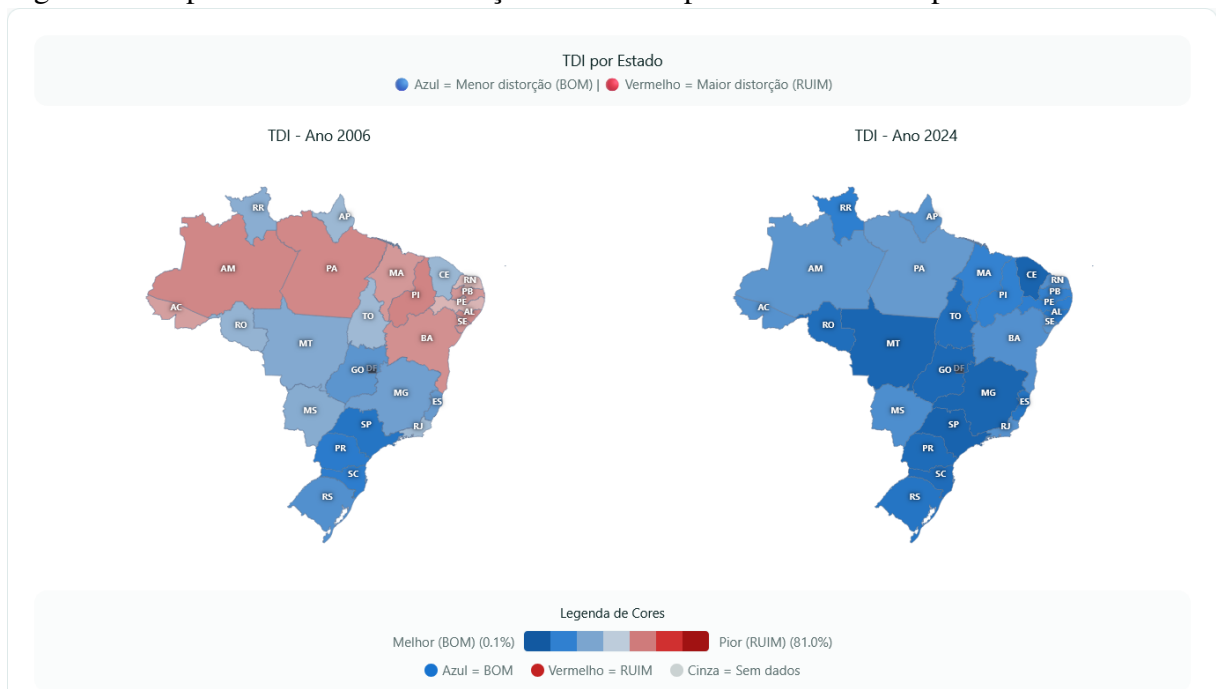 TDI por Estado
Azul = Menor distorção (BOM) | Vermelho = Maior distorção (RUIM)
TDI - Ano 2006
TDI - Ano 2024
RR AP
AM PA MA CE RN
PB
PI PE
AC AL
SE
RO TO
BA
MT
GO DF
MG
MS ES
SP RJ
PR
SC
RS
RR AP
AM PA MA CE RN
PB
PI PE
AC AL
SE
RO TO
BA
MT
GO DF
MG
MS ES
SP RJ
PR
SC
RS
Legenda de Cores
Melhor (BOM) (0.1%) Pior (RUIM) (81.0%)
Azul = BOM Vermelho = RUIM Cinza = Sem dados